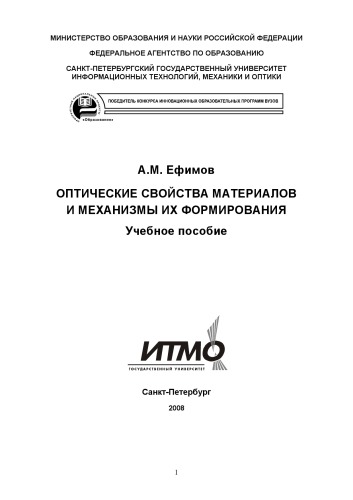 МИНИСТЕРСТВО ОБРАЗОВАНИЯ И НАУКИ РОССИЙСКОЙ ФЕДЕРАЦИИ
ФЕДЕРАЛЬНОЕ АГЕНТСТВО ПО ОБРАЗОВАНИЮ
САНКТ-ПЕТЕРБУРГСКИЙ ГОСУДАРСТВЕННЫЙ УНИВЕРСИТЕТ
ИНФОРМАЦИОННЫХ ТЕХНОЛОГИЙ, МЕХАНИКИ И ОПТИКИ
ПОБЕДИТЕЛЬ КОНКУРСА ИННОВАЦИОННЫХ ОБРАЗОВАТЕЛЬНЫХ ПРОГРАММ ВУЗОВ
«Образование»
А.М. Ефимов
ОПТИЧЕСКИЕ СВОЙСТВА МАТЕРИАЛОВ
И МЕХАНИЗМЫ ИХ ФОРМИРОВАНИЯ
Учебное пособие
ИТМО
ГОСУДАРСТВЕННЫЙ УНИВЕРСИТЕТ
Санкт-Петербург
2008
1